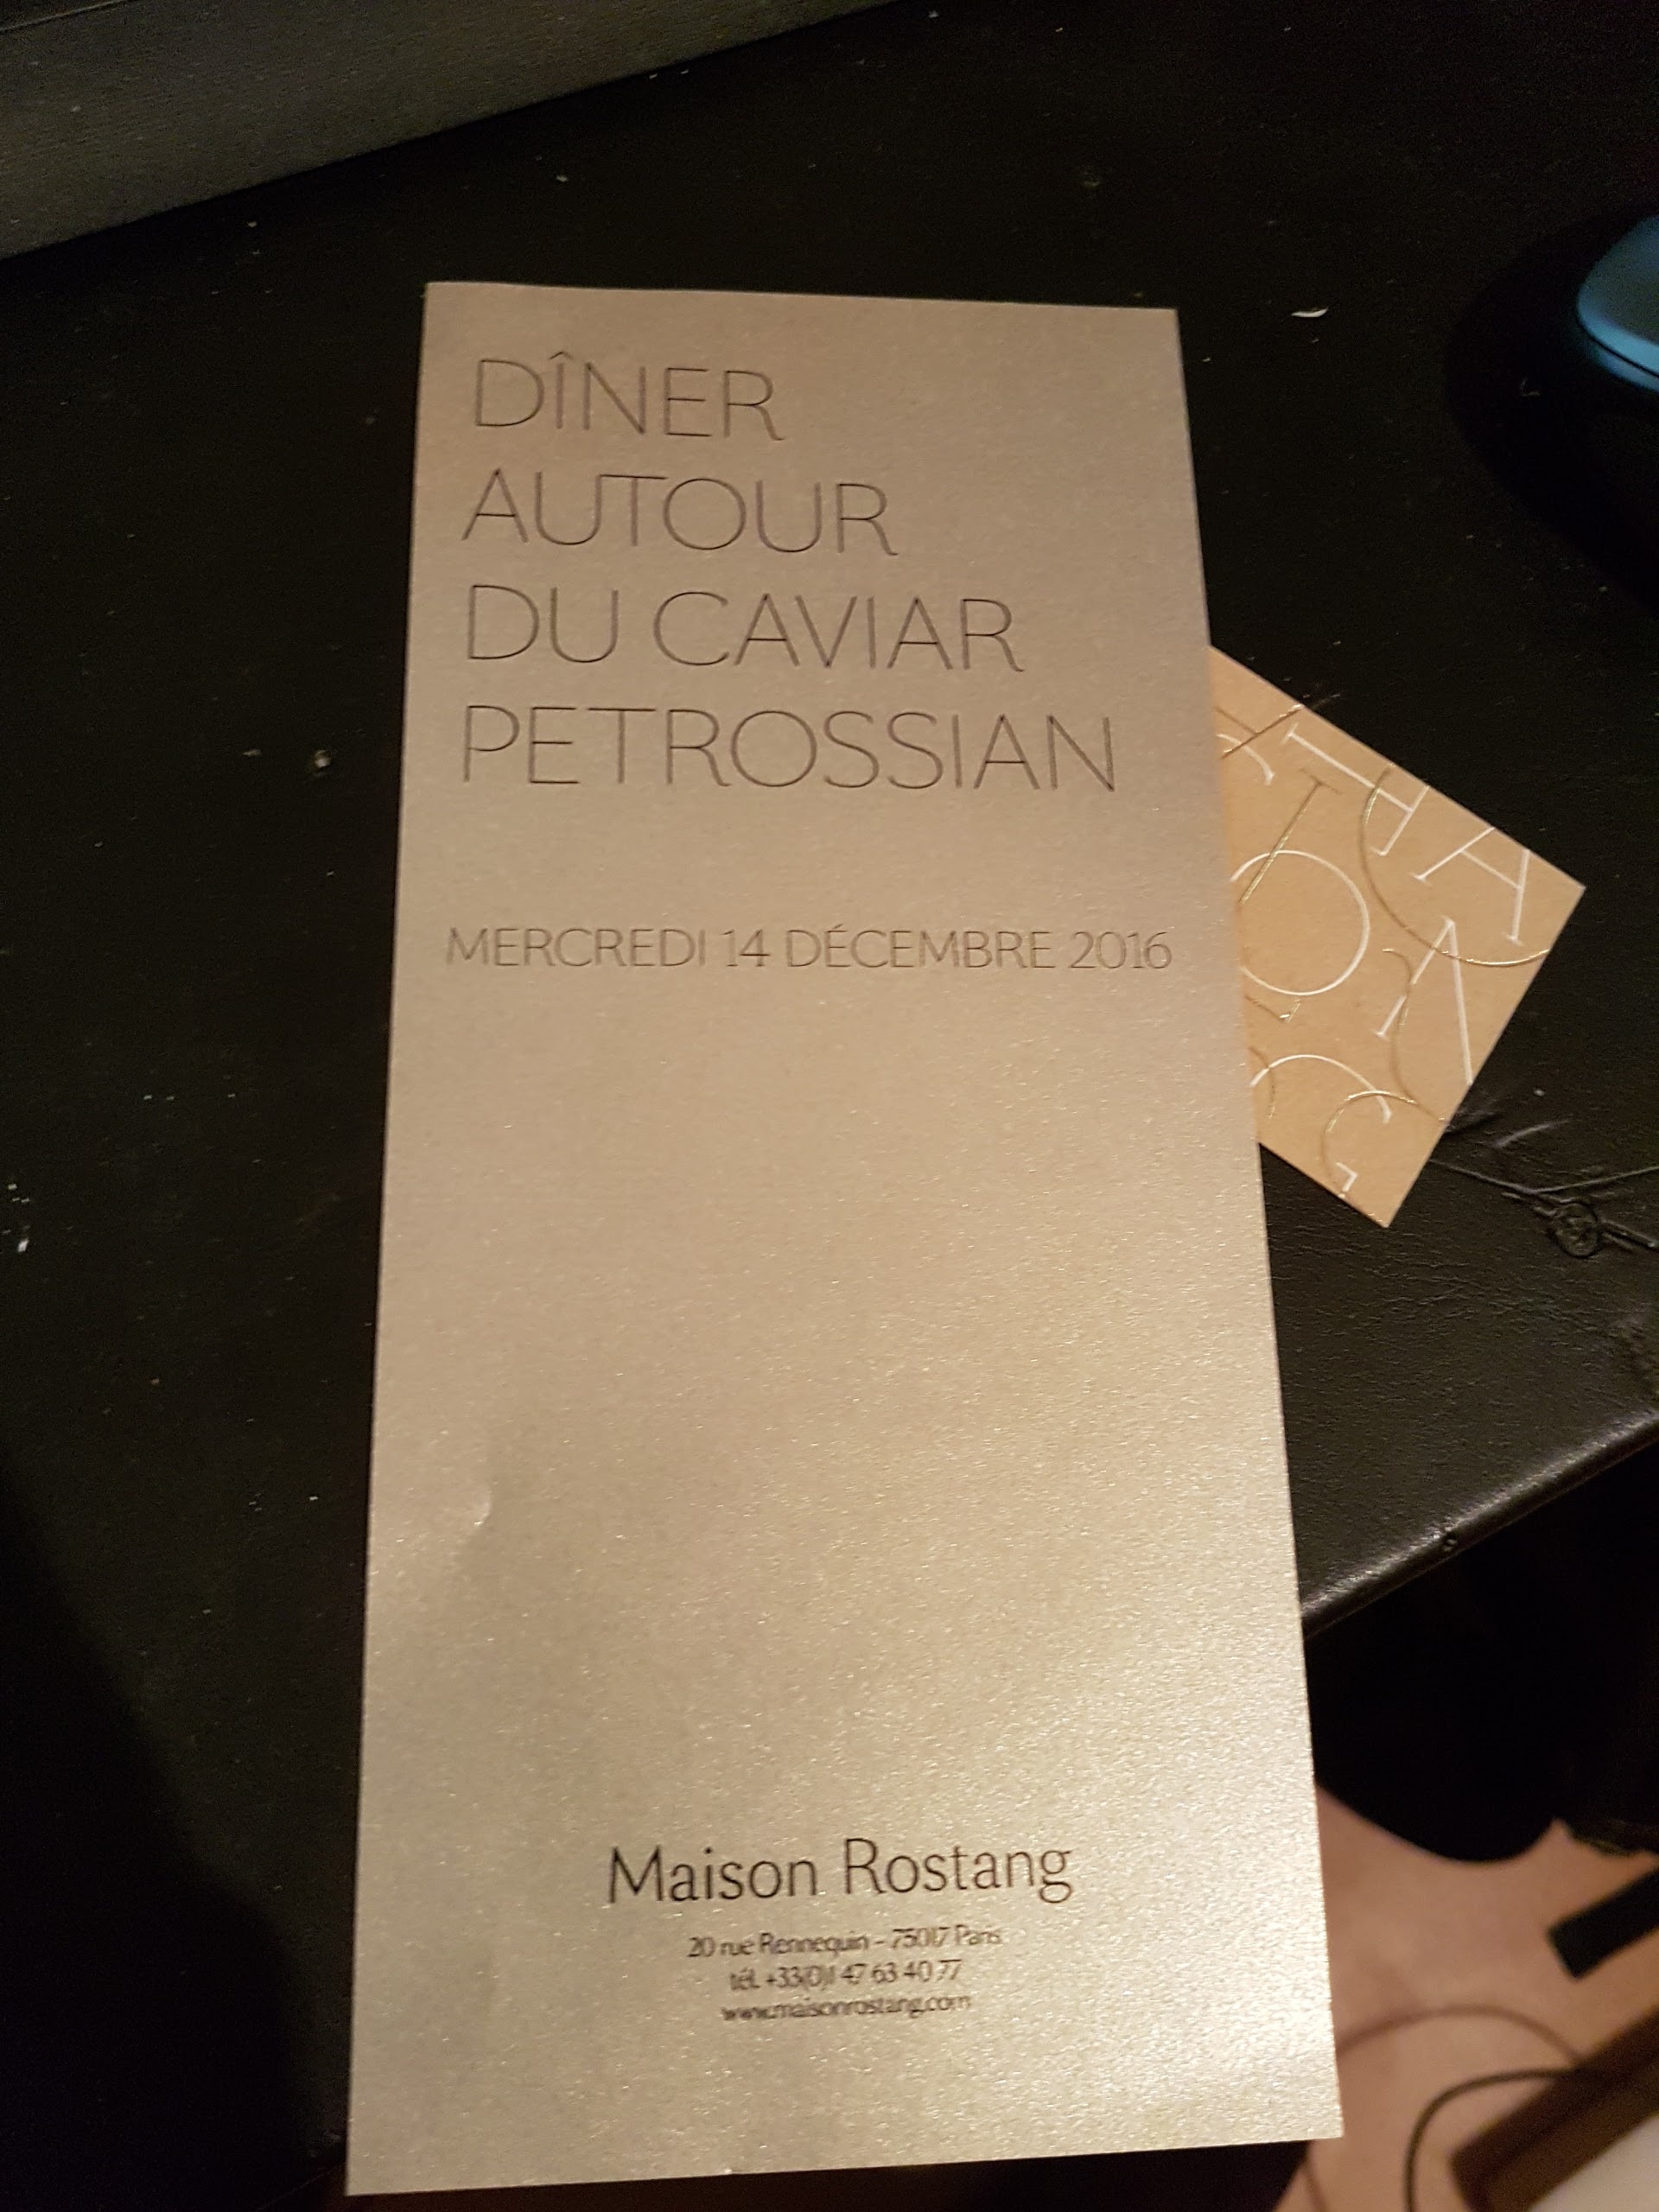 DÎNER
AUTOUR
DU CAVIAR
PETROSSIAN
MERCREDI 14 DÉCEMBRE 2016
Maison Rostang
20 rue Rennequin - 75017 Paris
tél. +33(0)1 47 63 40 77
www.maisonrostang.com